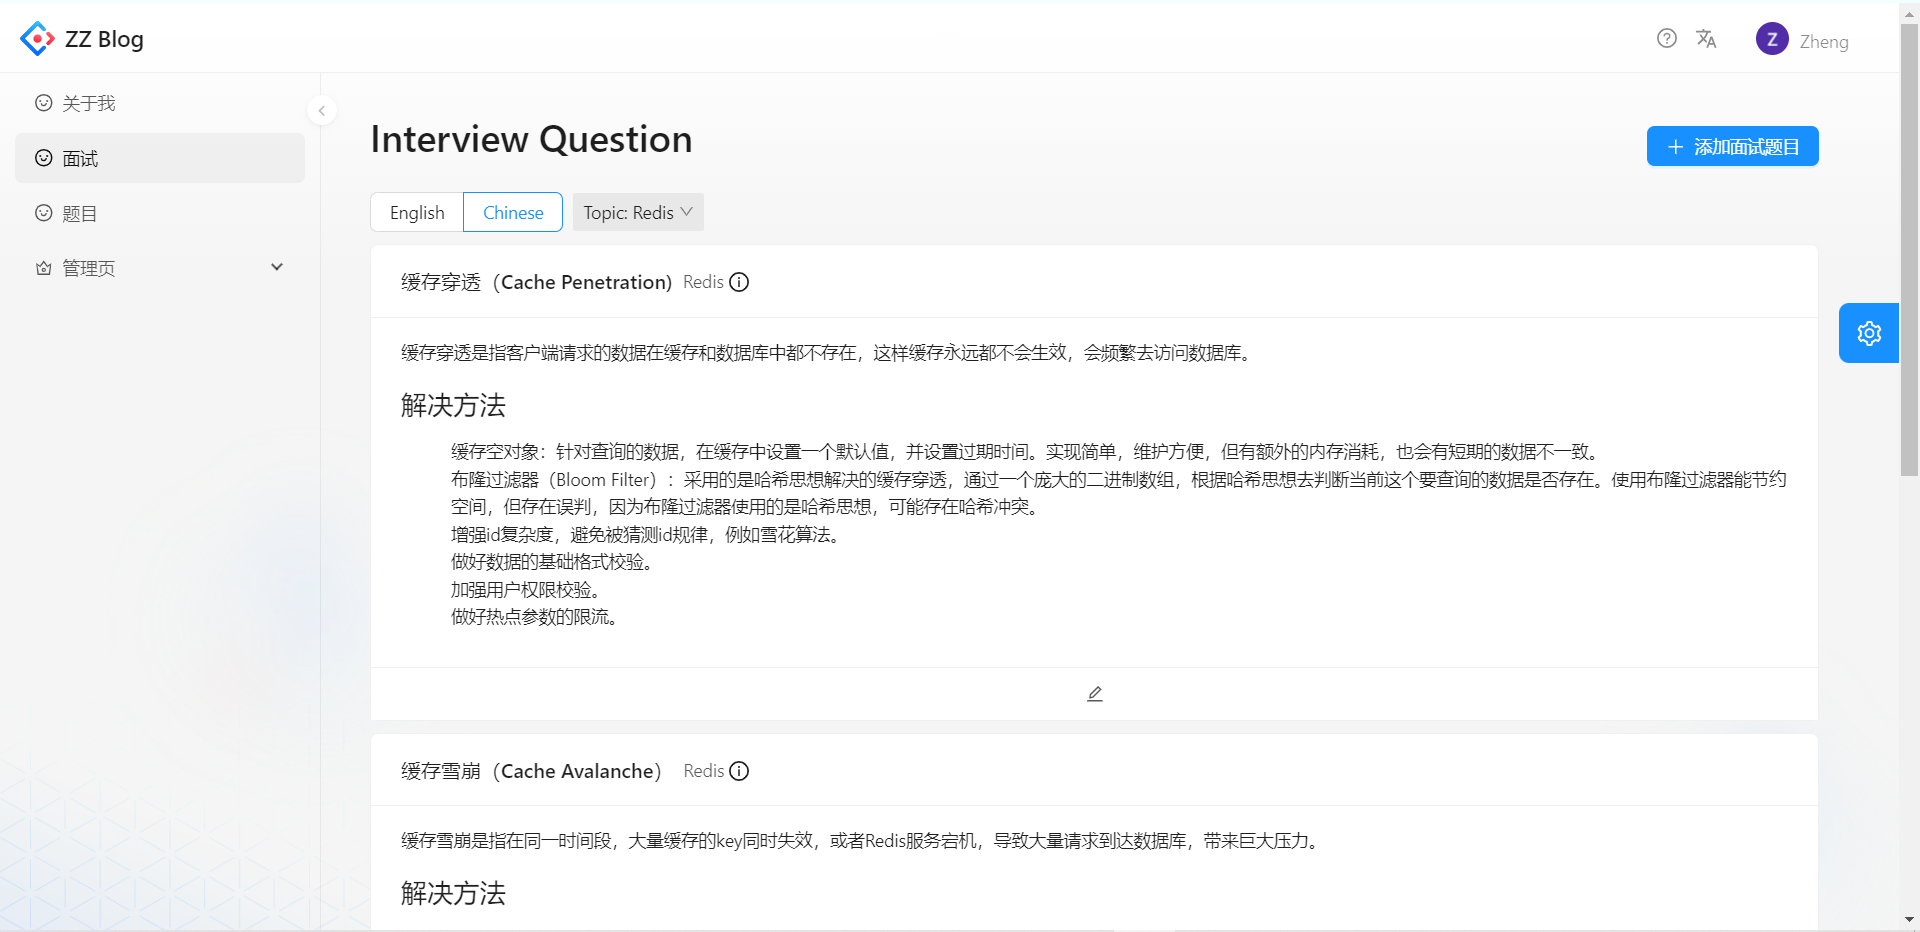 ZZ Blog
Z
Zheng
关于我
面试
题目
管理页
Interview Question
添加面试题目
English
Chinese
Topic: Redis
缓存穿透（Cache Penetration) Redis
缓存穿透是指客户端请求的数据在缓存和数据库中都不存在，这样缓存永远都不会生效，会频繁去访问数据库。
解决方法
缓存空对象：针对查询的数据，在缓存中设置一个默认值，并设置过期时间。实现简单，维护方便，但有额外的内存消耗，也会有短期的数据不一致。
布隆过滤器（Bloom Filter）：采用的是哈希思想解决的缓存穿透，通过一个庞大的二进制数组，根据哈希思想去判断当前这个要查询的数据是否存在。使用布隆过滤器能节约
空间，但存在误判，因为布隆过滤器使用的是哈希思想，可能存在哈希冲突。
增强id复杂度，避免被猜测id规律，例如雪花算法。
做好数据的基础格式校验。
加强用户权限校验。
做好热点参数的限流。
缓存雪崩（Cache Avalanche） Redis
缓存雪崩是指在同一时间段，大量缓存的key同时失效，或者Redis服务宕机，导致大量请求到达数据库，带来巨大压力。
解决方法